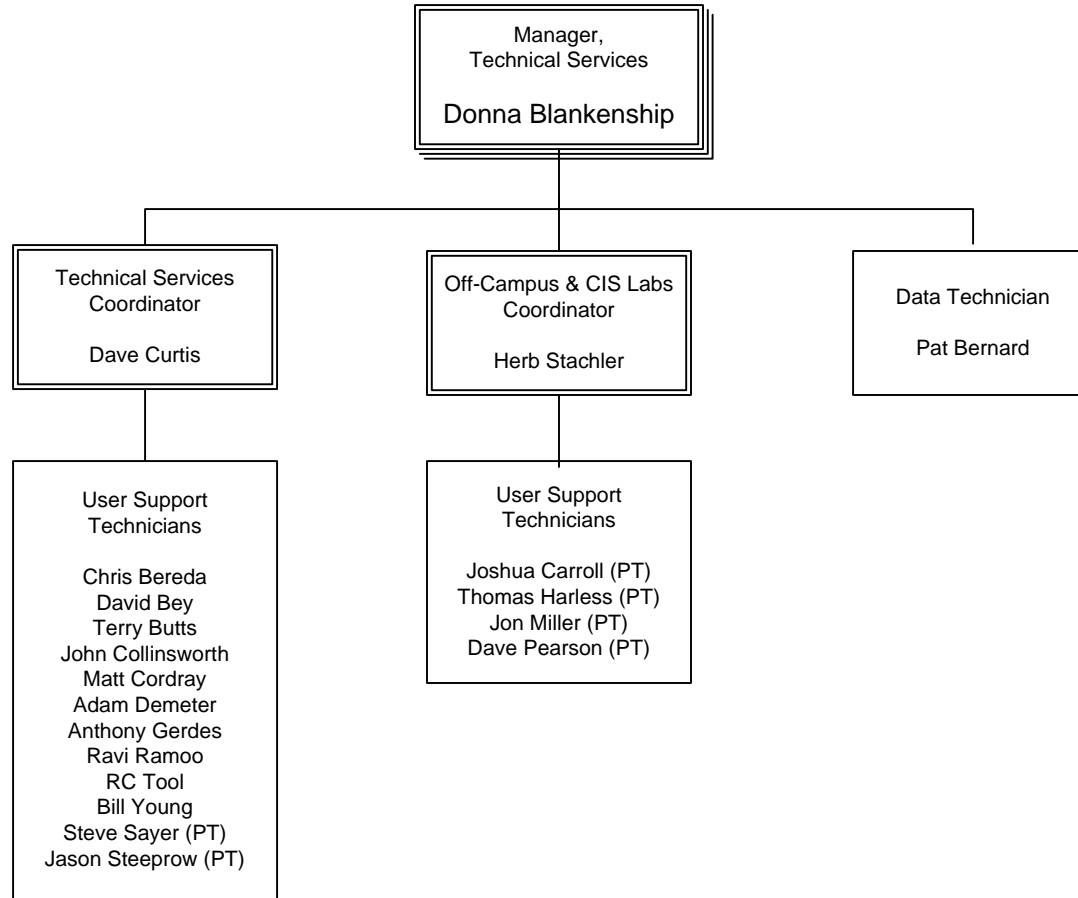 Manager,
Technical Services
Donna Blankenship
Technical Services
Coordinator
Dave Curtis
Off-Campus & CIS Labs
Coordinator
Herb Stachler
Data Technician
Pat Bernard
User Support
Technicians
Chris Bereda
David Bey
Terry Butts
John Collinsworth
Matt Cordray
Adam Demeter
Anthony Gerdes
Ravi Ramoo
RC Tool
Bill Young
Steve Sayer (PT)
Jason Steeprow (PT)
User Support
Technicians
Joshua Carroll (PT)
Thomas Harless (PT)
Jon Miller (PT)
Dave Pearson (PT)